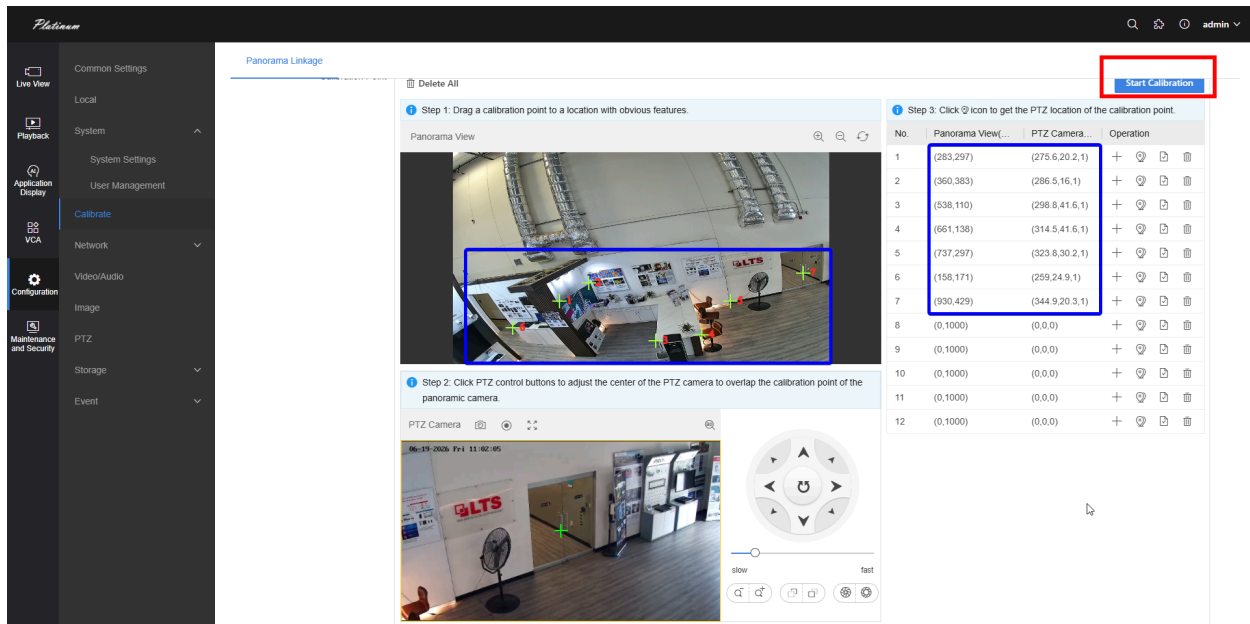 Platinum
admin
Panorama Linkage
Live View
Playback
Application
Display
VCA
Configuration
Maintenance
and Security
Common Settings
Local
System
System Settings
User Management
Calibrate
Network
Video/Audio
Image
PTZ
Storage
Event
Delete All
Start Calibration
Step 1: Drag a calibration point to a location with obvious features.
Panorama View
LTS
1
2
3
4
5
6
7
Step 2: Click PTZ control buttons to adjust the center of the PTZ camera to overlap the calibration point of the
panoramic camera.
PTZ Camera
06-19-2026 Fri 11:02:05
LTS
slow fast
Step 3: Click icon to get the PTZ location of the calibration point.
No. Panorama View(... PTZ Camera... Operation
1 (283,297) (275.6,20.2,1)
2 (360,383) (286.5,16,1)
3 (538,110) (298.8,41.6,1)
4 (661,138) (314.5,41.6,1)
5 (737,297) (323.8,30.2,1)
6 (158,171) (259,24.9,1)
7 (930,429) (344.9,20.3,1)
8 (0,1000) (0,0,0)
9 (0,1000) (0,0,0)
10 (0,1000) (0,0,0)
11 (0,1000) (0,0,0)
12 (0,1000) (0,0,0)